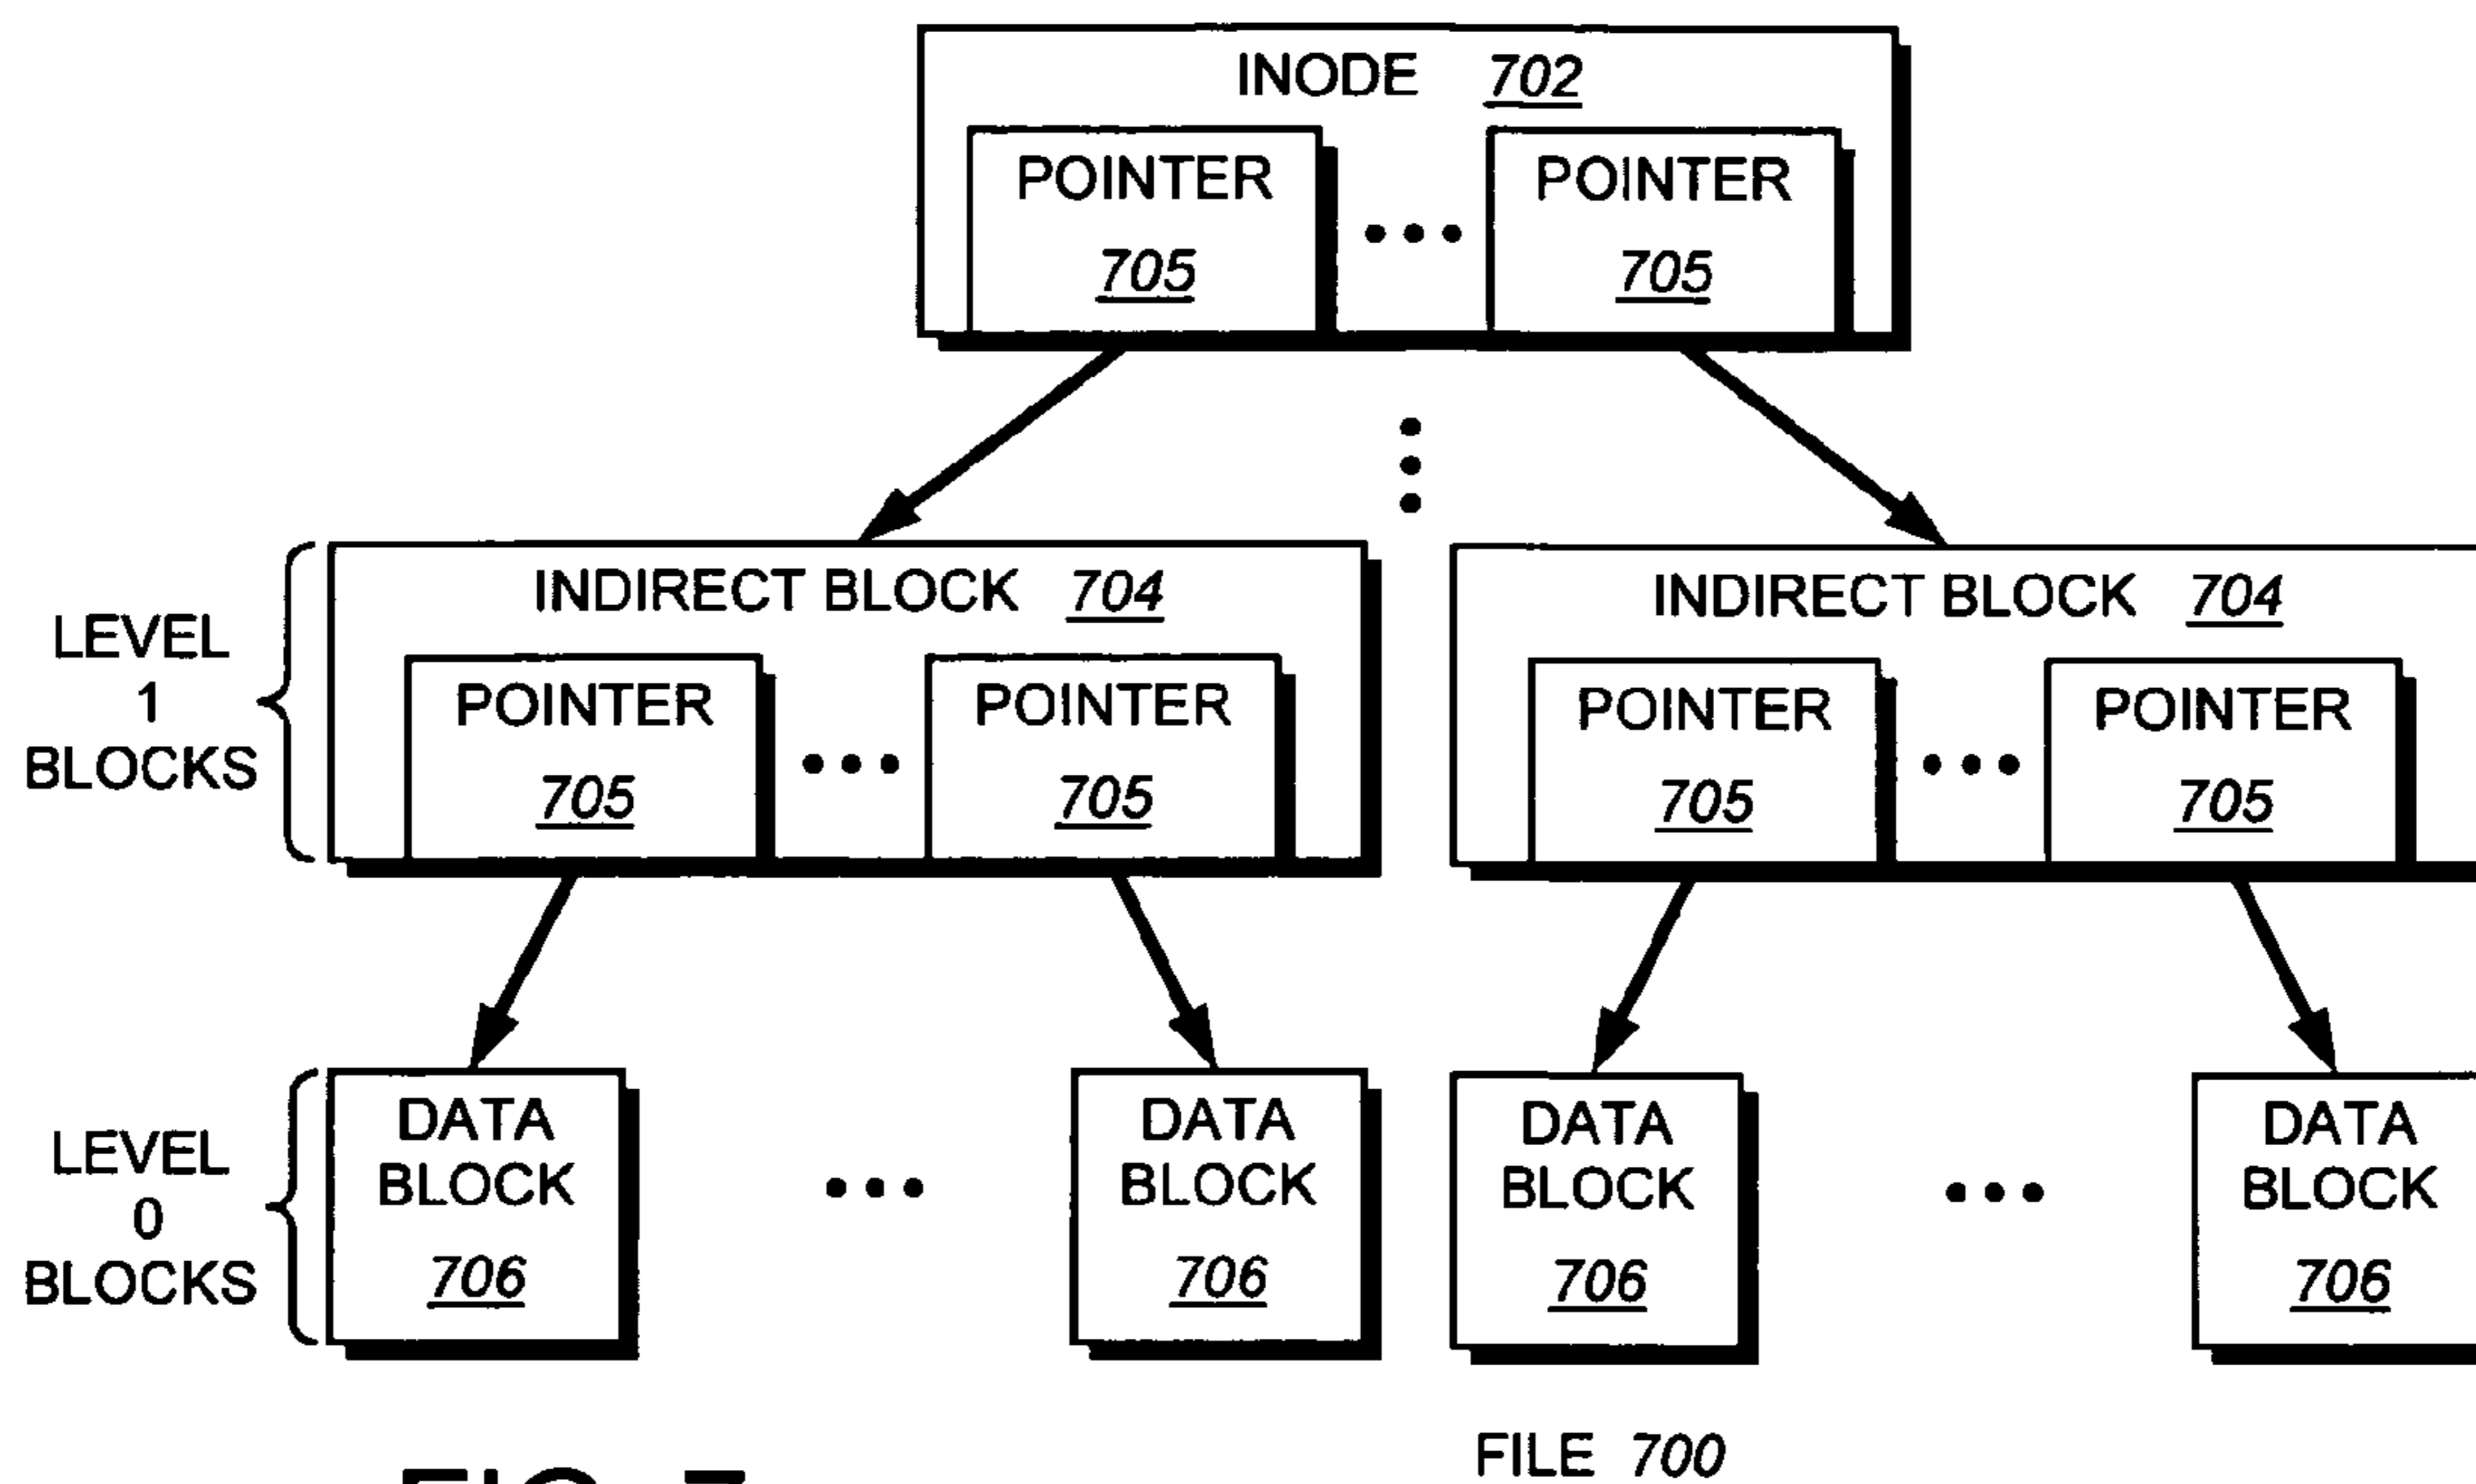 INODE 702
POINTER POINTER
705 705
INDIRECT BLOCK 704 INDIRECT BLOCK 704
LEVEL
1
BLOCKS
POINTER POINTER POINTER POINTER
705 705 705 705
LEVEL
0
BLOCKS
DATA BLOCK 706
DATA BLOCK 706
DATA BLOCK 706
DATA BLOCK 706
FILE 700